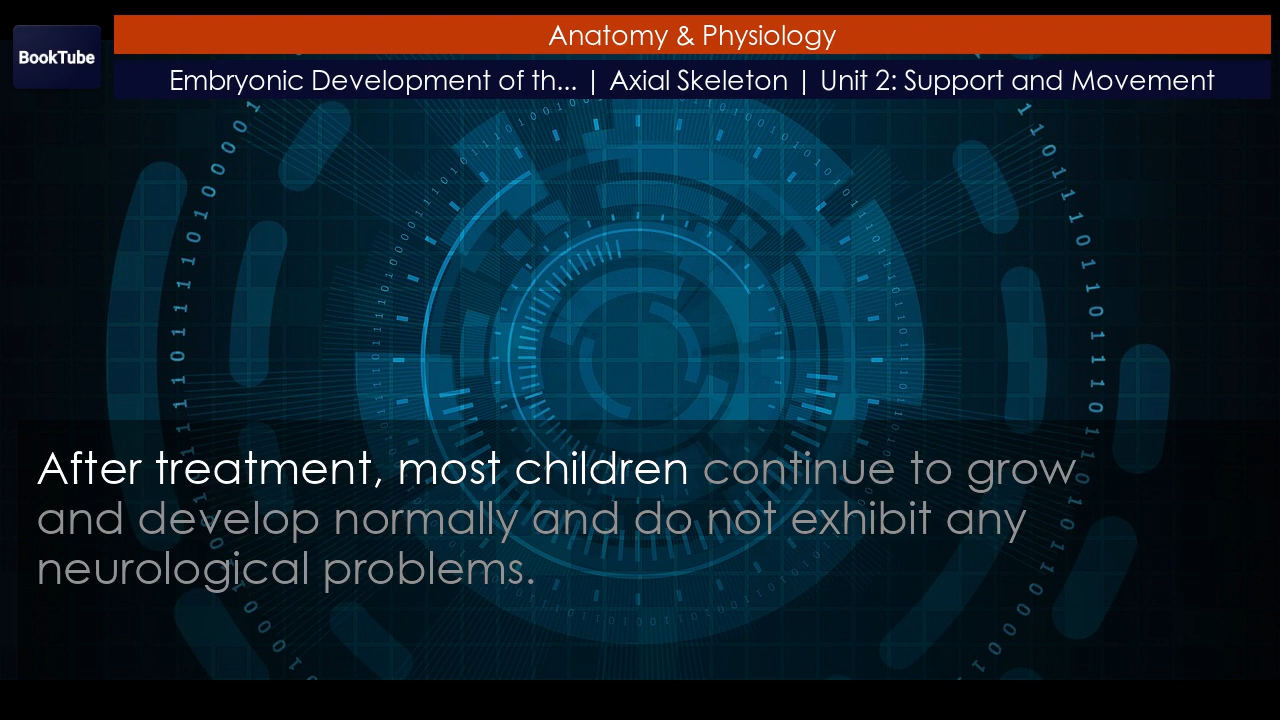 BookTube
Anatomy & Physiology
Embryonic Development of th... | Axial Skeleton | Unit 2: Support and Movement
After treatment, most children continue to grow
and develop normally and do not exhibit any
neurological problems.